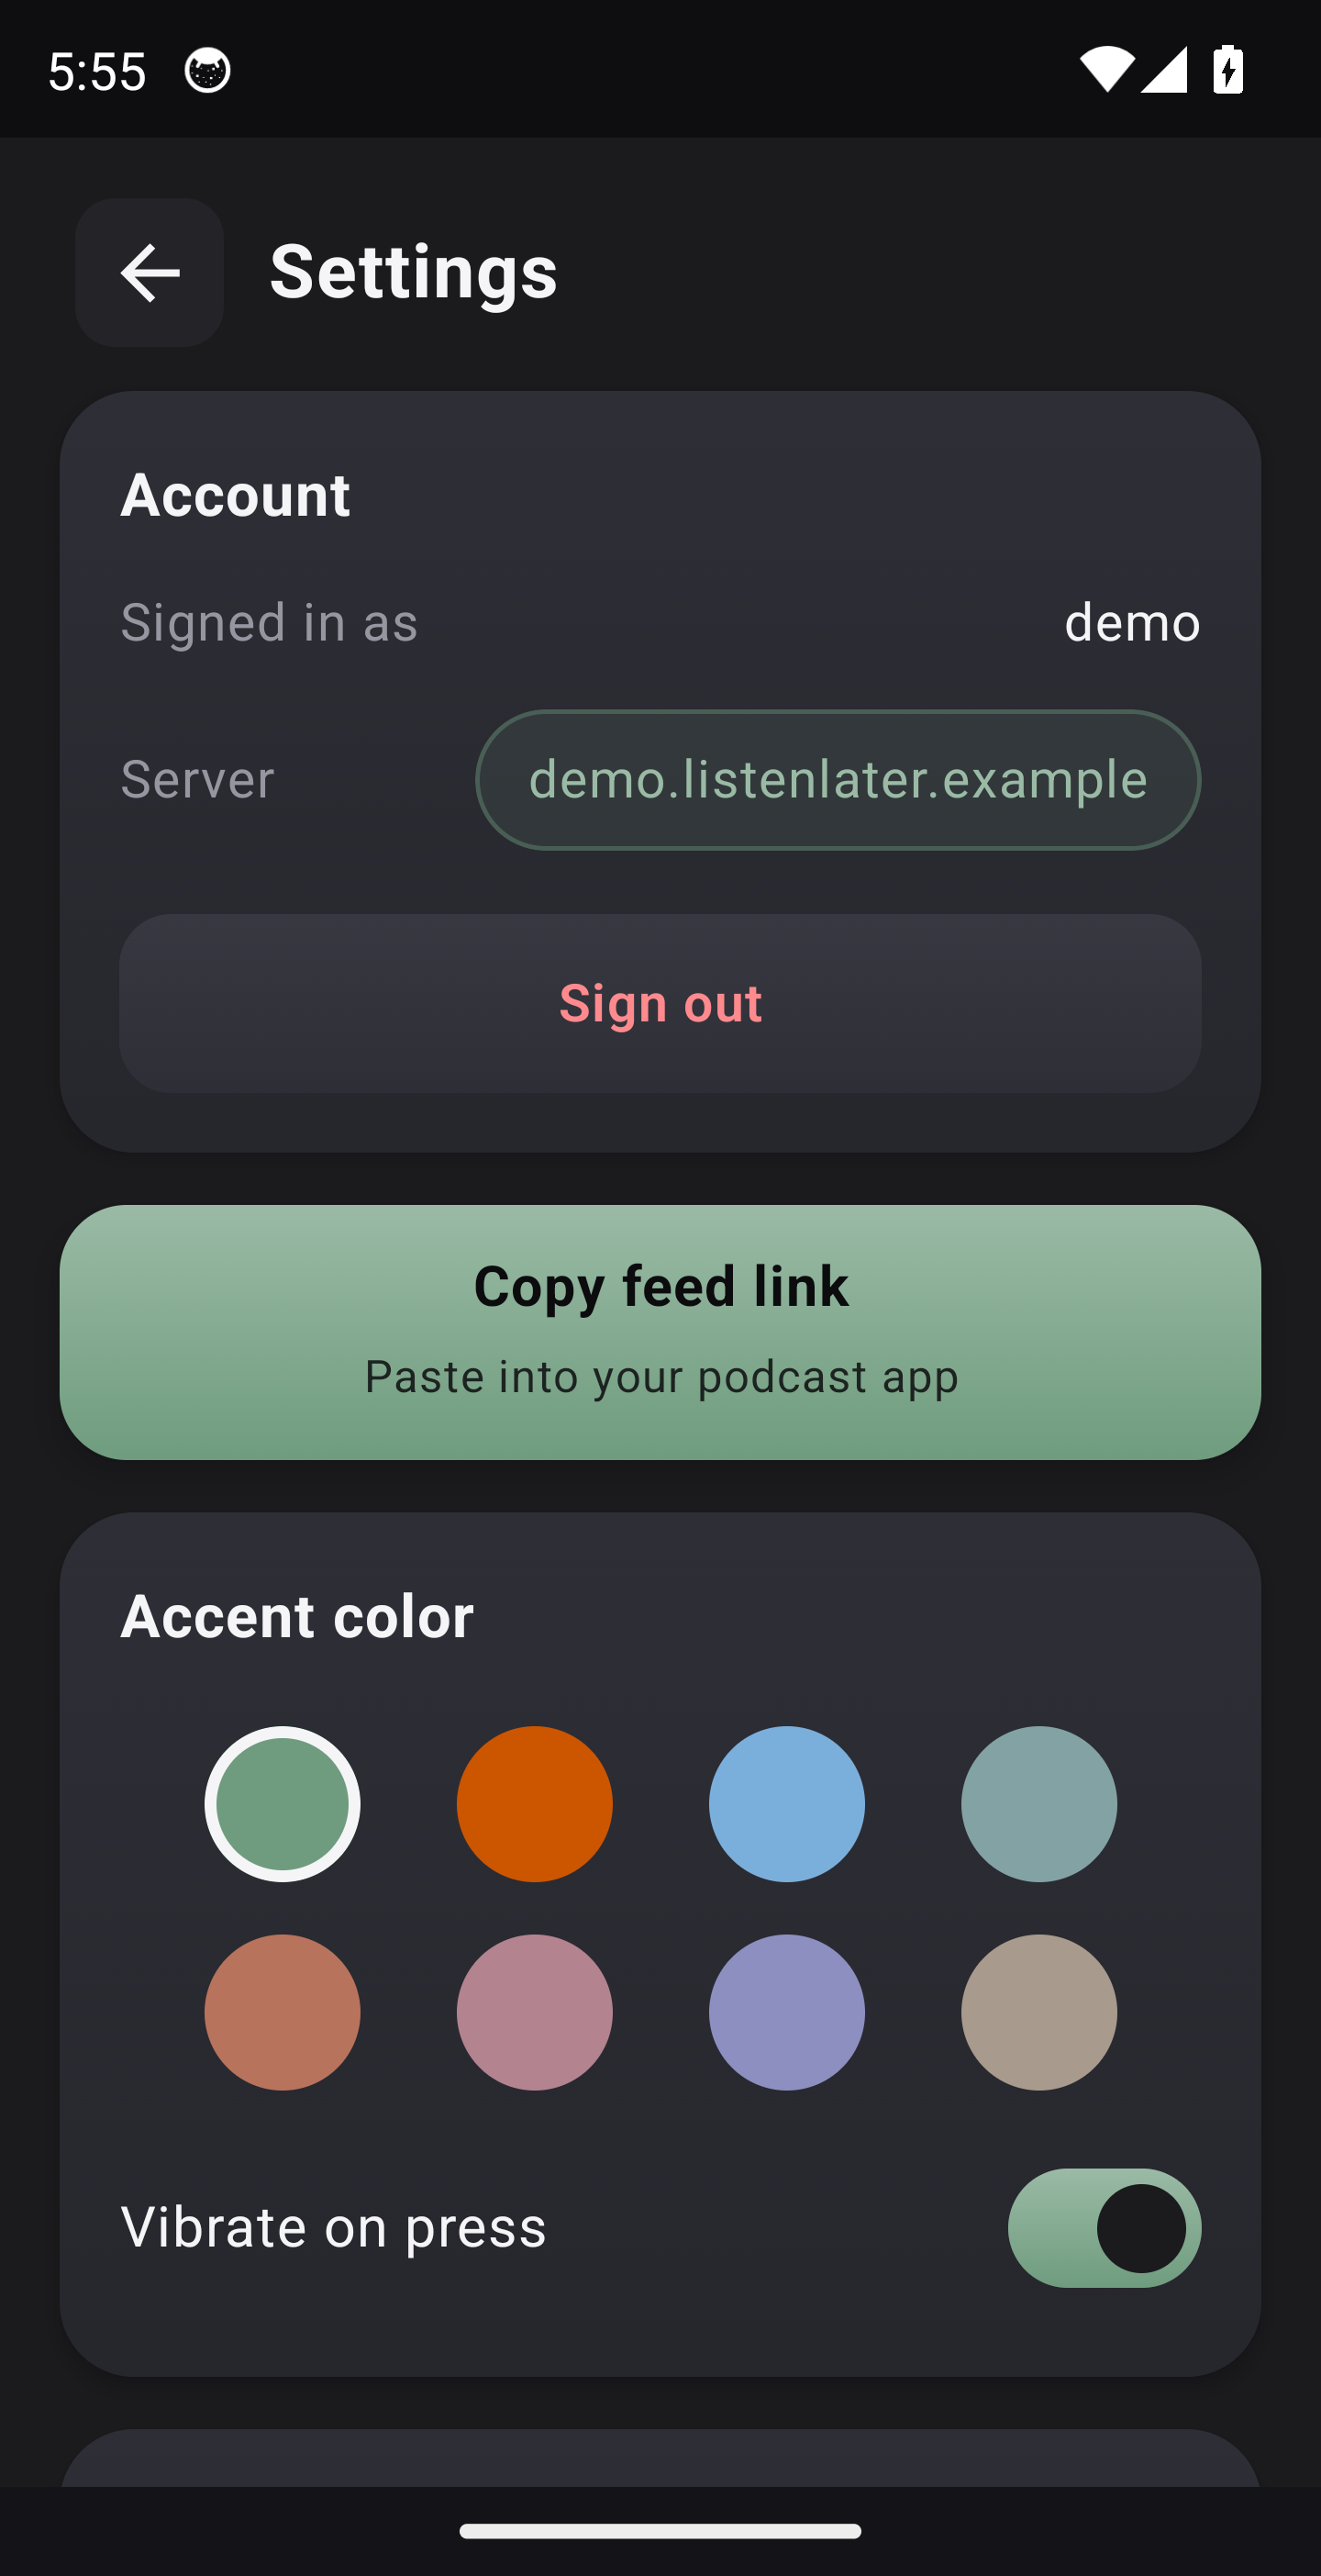 5:55
Settings
Account
Signed in as demo
Server demo.listenlater.example
Sign out
Copy feed link
Paste into your podcast app
Accent color
Vibrate on press